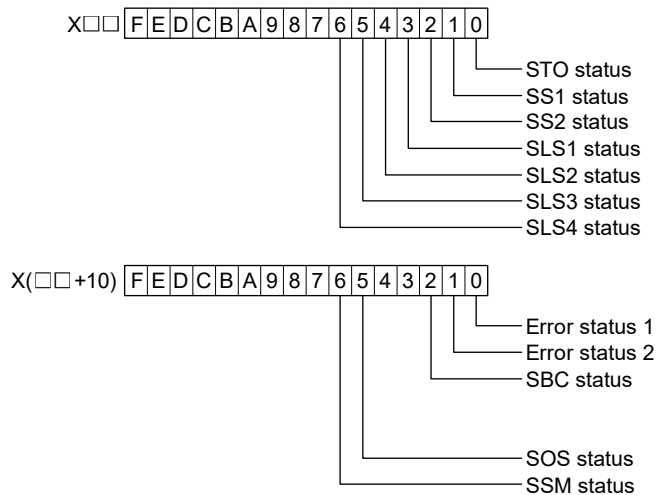 X□□ F E D C B A 9 8 7 6 5 4 3 2 1 0
STO status
SS1 status
SS2 status
SLS1 status
SLS2 status
SLS3 status
SLS4 status
X(□□+10) F E D C B A 9 8 7 6 5 4 3 2 1 0
Error status 1
Error status 2
SBC status
SOS status
SSM status